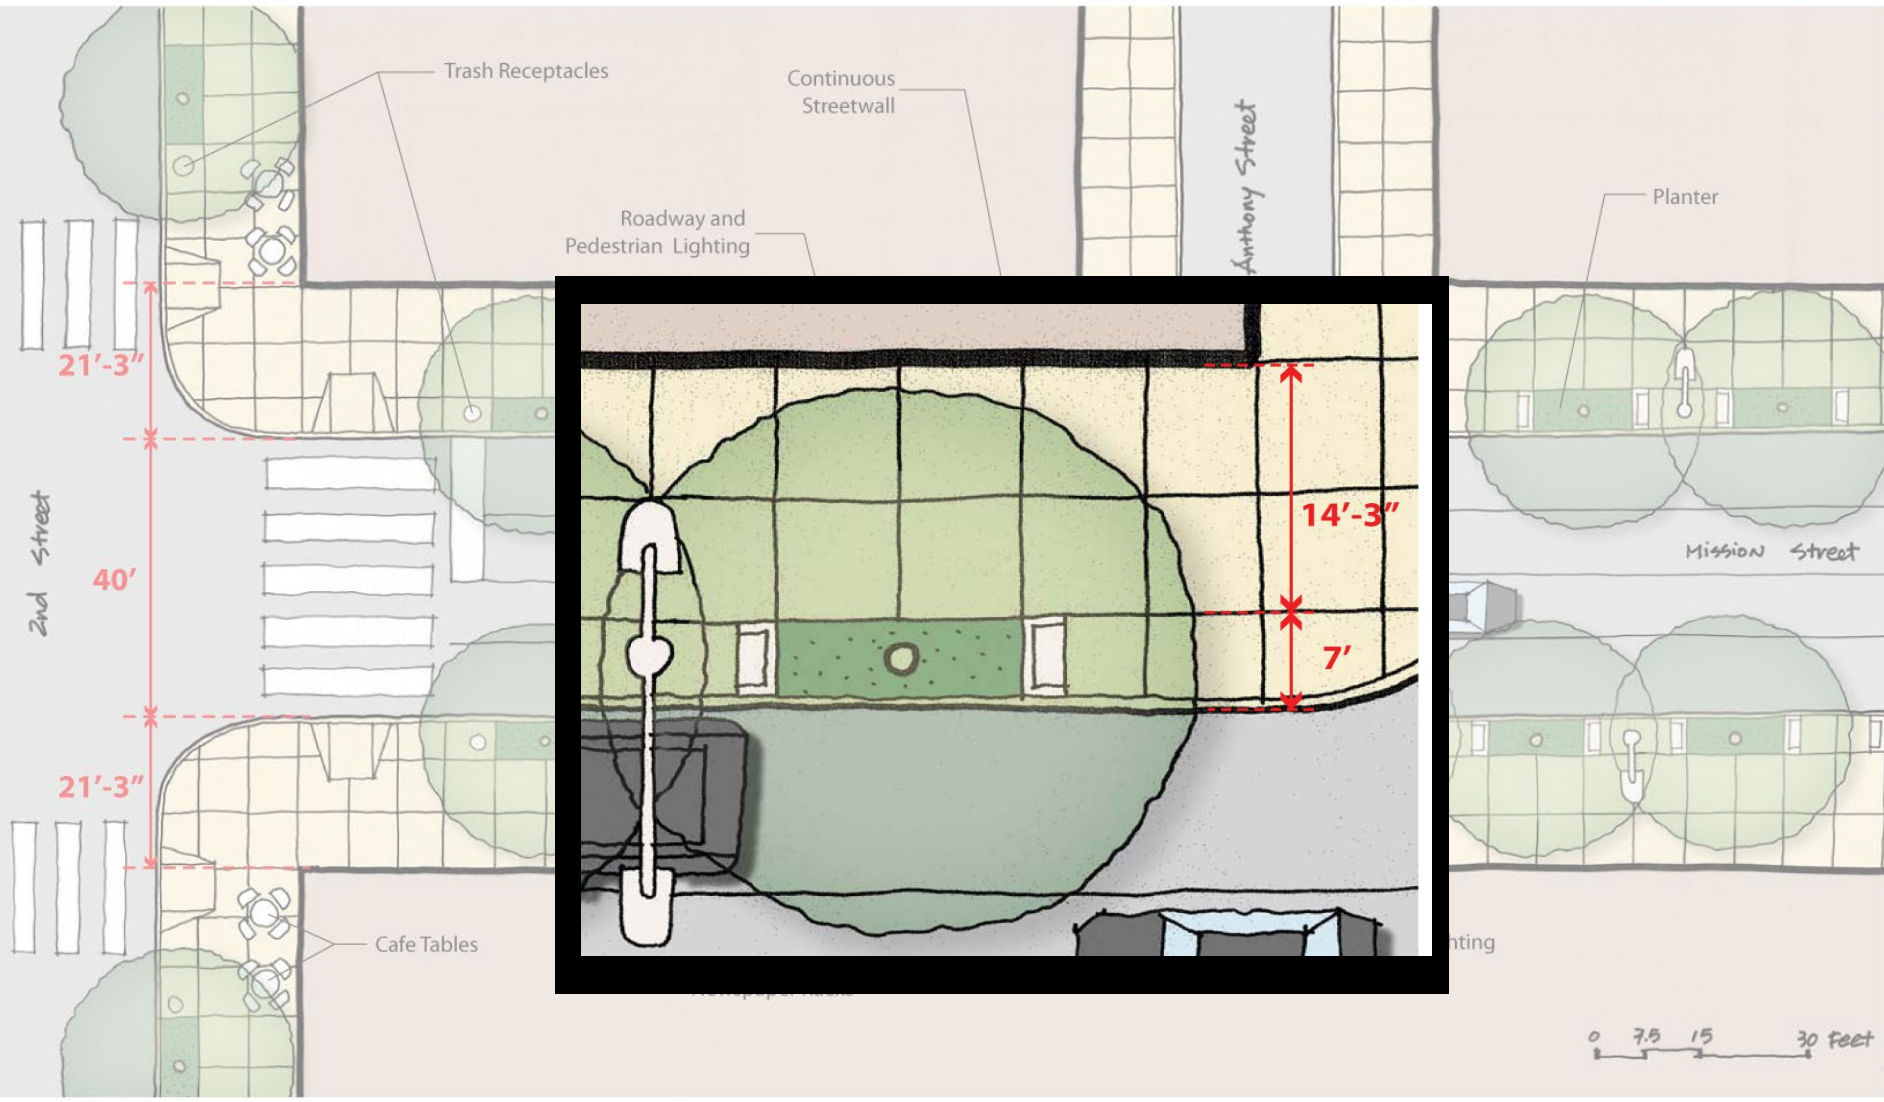 Trash Receptacles
Continuous
Streetwall
Anthony Street
Planter
Roadway and
Pedestrian Lighting
21'-3"
14'-3"
2nd Street
40'
Mission Street
7'
21'-3"
Cafe Tables
hting
0 7.5 15 30 Feet